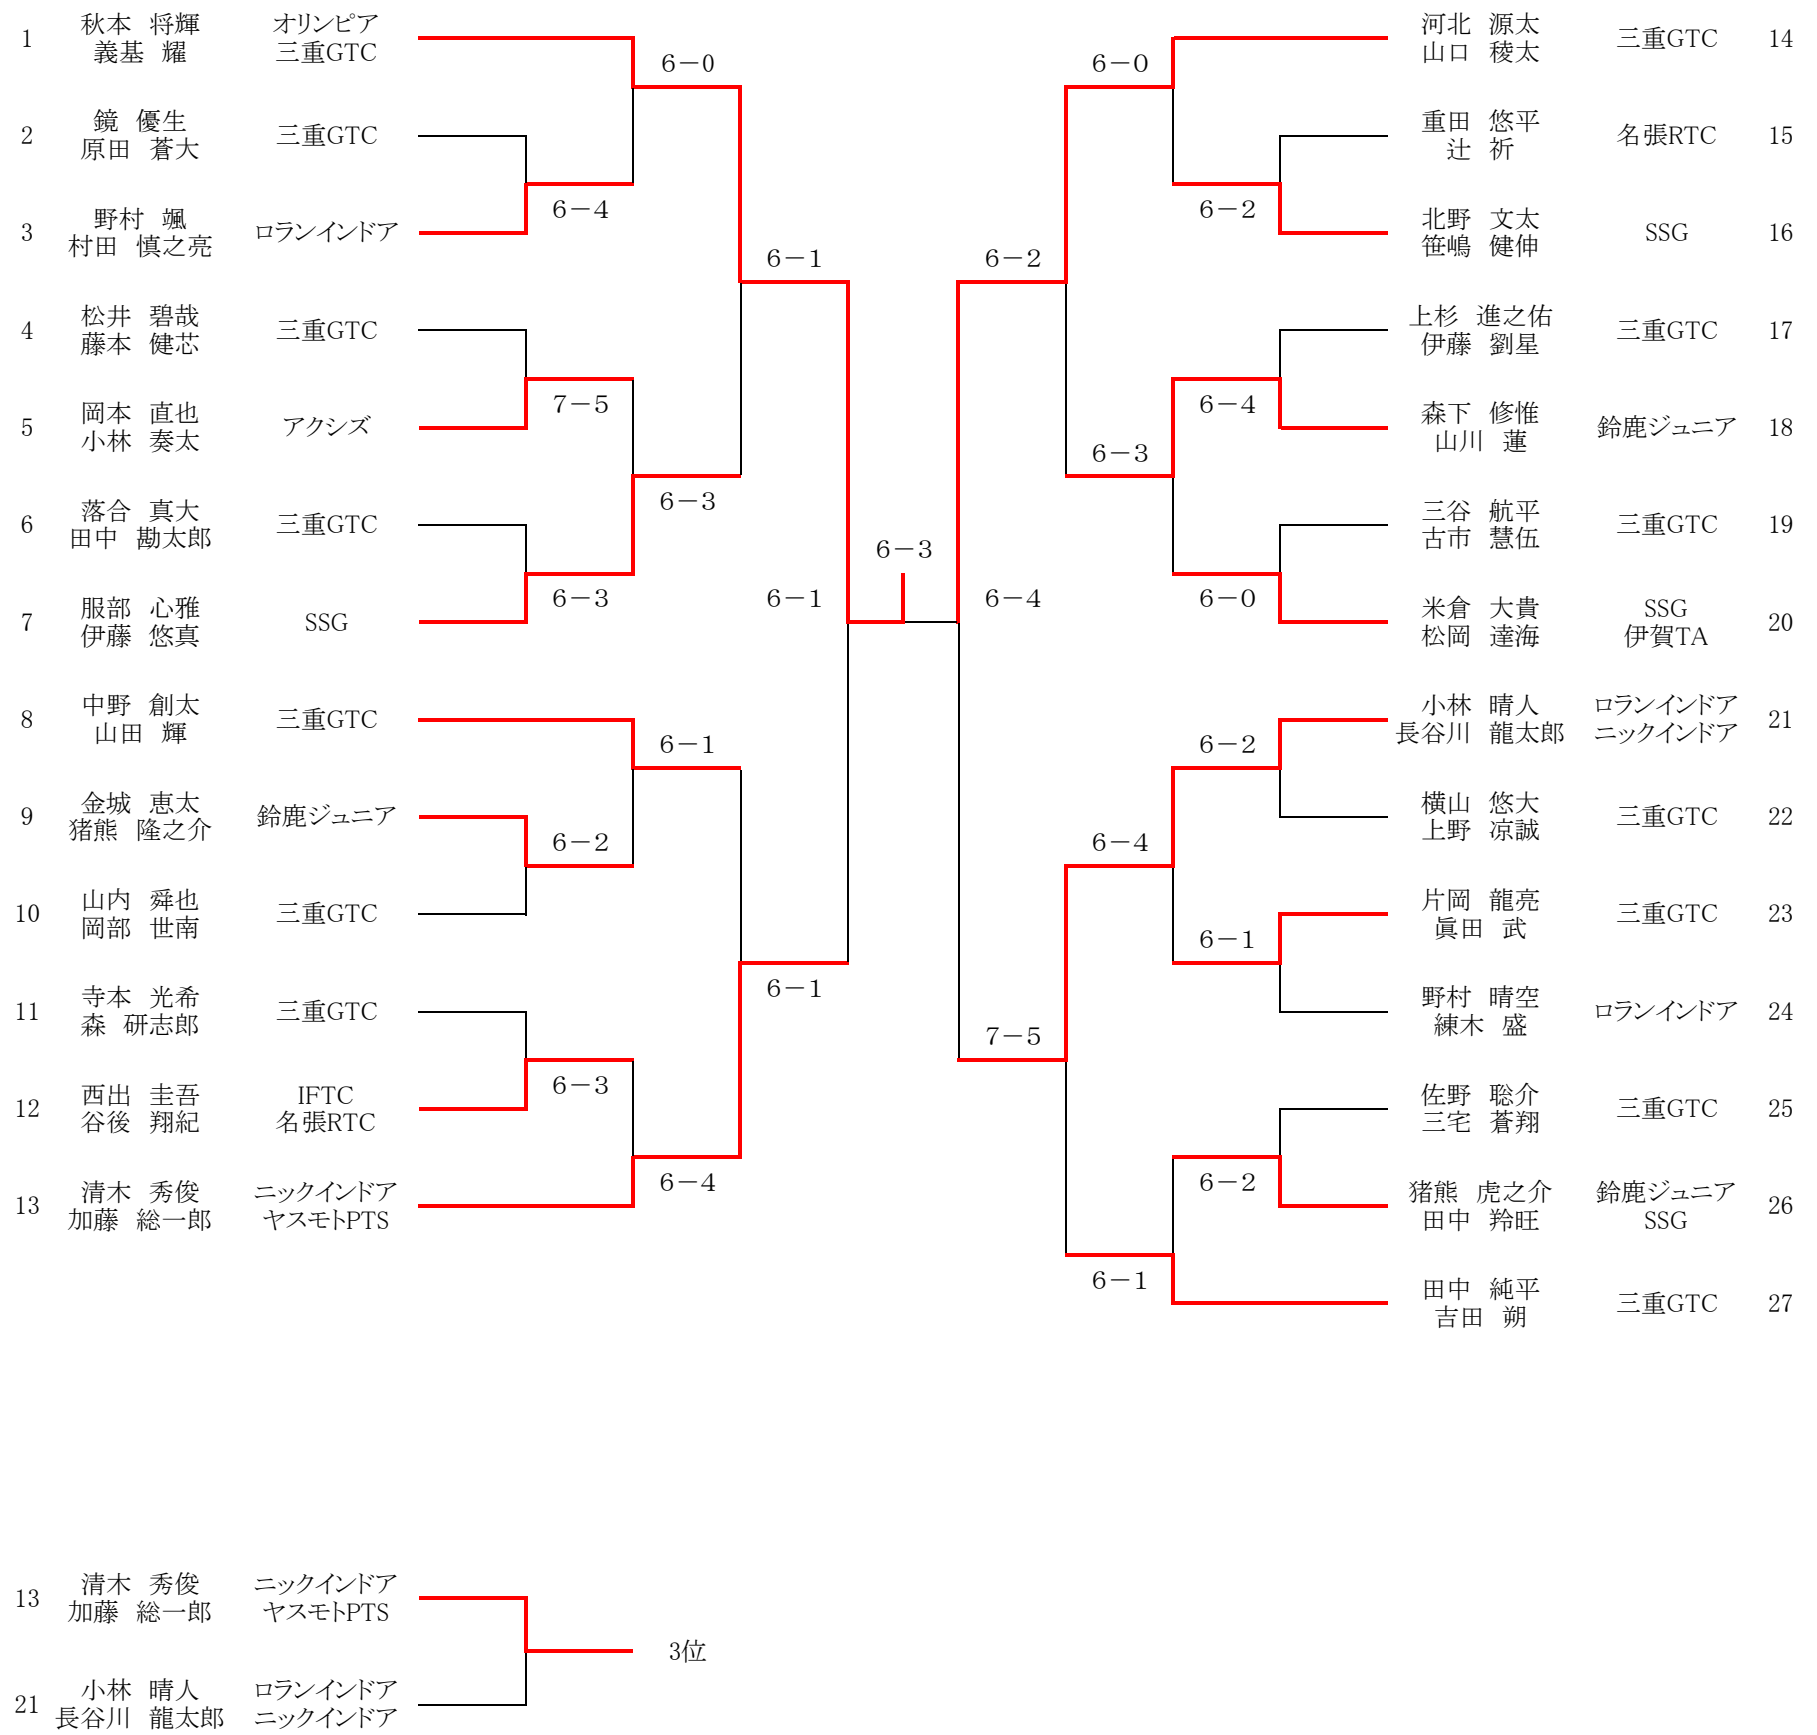 1 秋本 将輝 オリンピア
義基 耀 三重GTC
2 鏡 優生 三重GTC
原田 蒼大
3 野村 颯 ロランインドア
村田 慎之亮
4 松井 碧哉 三重GTC
藤本 健芯
5 岡本 直也 アクシズ
小林 奏太
6 落合 真大 三重GTC
田中 勘太郎
7 服部 心雅 SSG
伊藤 悠真
8 中野 創太 三重GTC
山田 輝
9 金城 恵太 鈴鹿ジュニア
猪熊 隆之介
10 山内 舜也 三重GTC
岡部 世南
11 寺本 光希 三重GTC
森 研志郎
12 西出 圭吾 IFTC
谷後 翔紀 名張RTC
13 清木 秀俊 ニックインドア
加藤 総一郎 ヤスモトPTS
6-0
6-4
6-1
7-5
6-3
6-3
6-1
6-1
6-2
6-1
6-3
6-4
6-3
6-0
6-2
6-2
6-4
6-3
6-4
6-0
6-2
6-4
6-1
7-5
6-2
6-1
河北 源太 三重GTC 14
山口 稜太
重田 悠平 名張RTC 15
辻 祈
北野 文太 SSG 16
笹嶋 健伸
上杉 進之佑 三重GTC 17
伊藤 劉星
森下 修惟 鈴鹿ジュニア 18
山川 蓮
三谷 航平 三重GTC 19
古市 慧伍
米倉 大貴 SSG 20
松岡 達海 伊賀TA
小林 晴人 ロランインドア 21
長谷川 龍太郎 ニックインドア
横山 悠大 三重GTC 22
上野 凉誠
片岡 龍亮 三重GTC 23
眞田 武
野村 晴空 ロランインドア 24
練木 盛
佐野 聡介 三重GTC 25
三宅 蒼翔
猪熊 虎之介 鈴鹿ジュニア 26
田中 羚旺 SSG
田中 純平 三重GTC 27
吉田 朔
13 清木 秀俊 ニックインドア
加藤 総一郎 ヤスモトPTS
3位
21 小林 晴人 ロランインドア
長谷川 龍太郎 ニックインドア